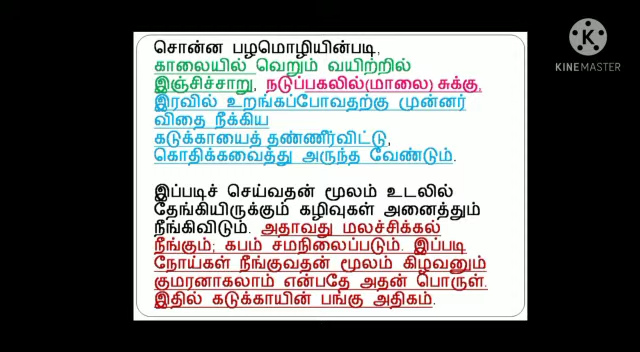 சொன்ன பழமொழியின்படி,
காலையில் வெறும் வயிற்றில்
இஞ்சிச்சாறு, நடுப்பகலில்(மாலை) சுக்கு,
இரவில் உறங்கப்போவதற்கு முன்னர்
விதை நீக்கிய
கடுக்காயைத் தண்ணீர்விட்டு,
கொதிக்கவைத்து அருந்த வேண்டும்.
இப்படிச் செய்வதன் மூலம் உடலில்
தேங்கியிருக்கும் கழிவுகள் அனைத்தும்
நீங்கிவிடும். அதாவது மலச்சிக்கல்
நீங்கும்; கபம் சமநிலைப்படும். இப்படி
நோய்கள் நீங்குவதன் மூலம் கிழவனும்
குமரனாகலாம் என்பதே அதன் பொருள்.
இதில் கடுக்காயின் பங்கு அதிகம்.
KINEMASTER